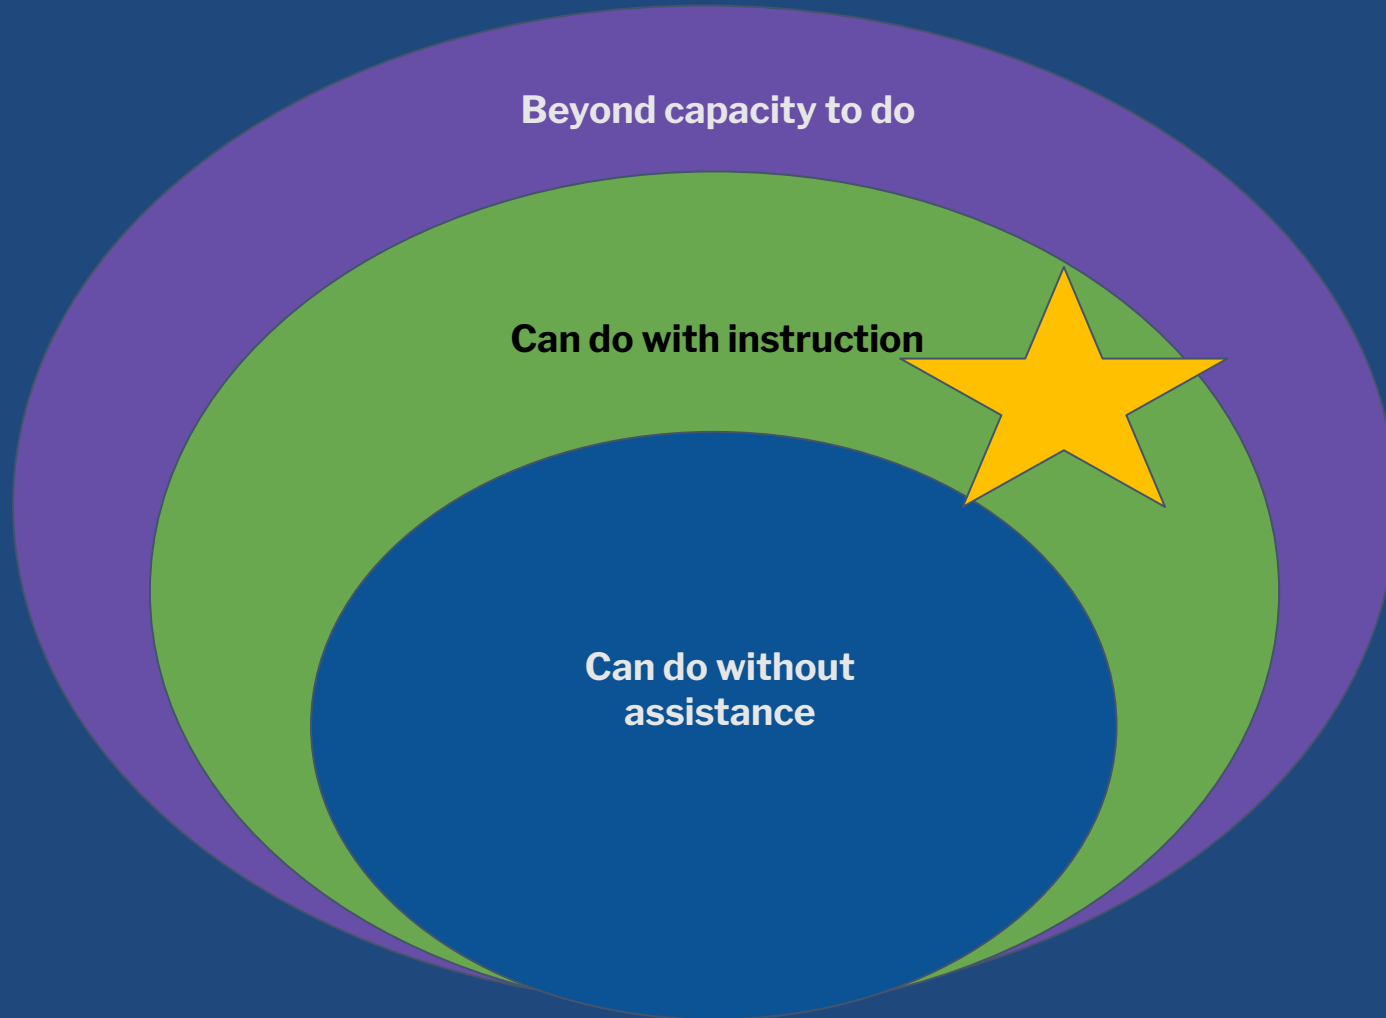 Beyond capacity to do
Can do with instruction
Can do without
assistance